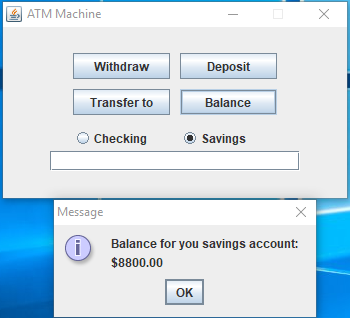 ATM Machine
Withdraw Deposit
Transfer to Balance
Checking Savings
Message
Balance for you savings account:
$8800.00
OK